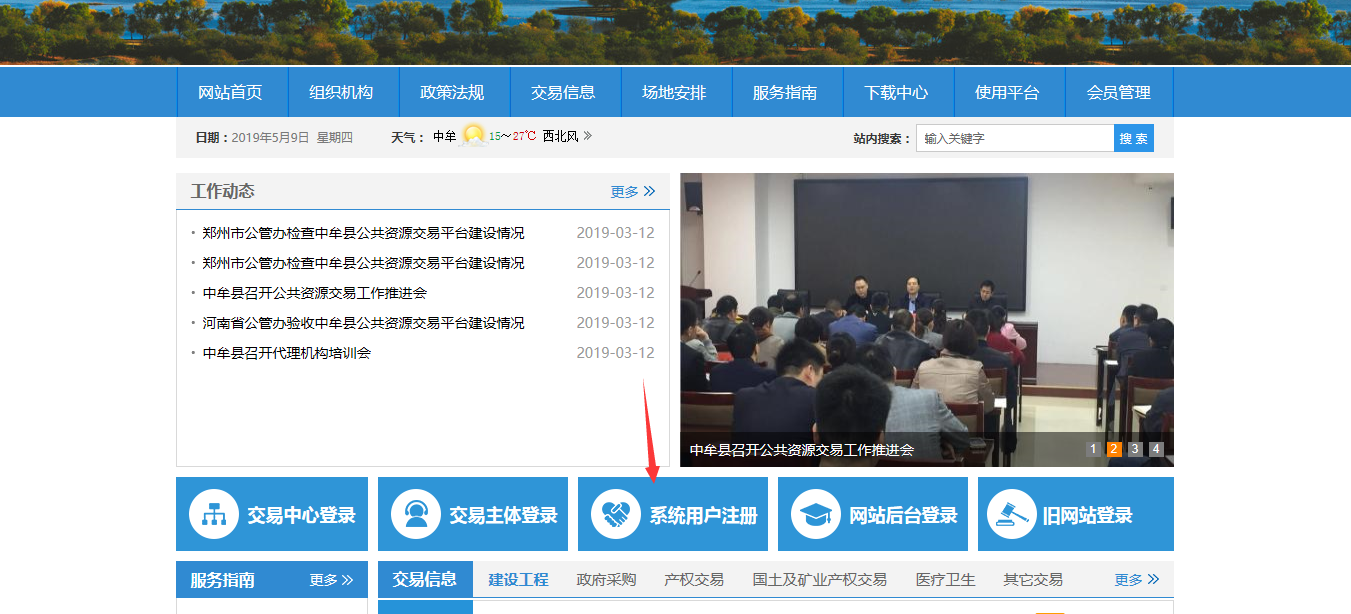 网站首页 组织机构 政策法规 交易信息 场地安排 服务指南 下载中心 使用平台 会员管理
日期：2019年5月9日 星期四 天气： 中牟 15～27℃ 西北风 站内搜索： 输入关键字 搜 索
工作动态 更多
郑州市公管办检查中牟县公共资源交易平台建设情况 2019-03-12
郑州市公管办检查中牟县公共资源交易平台建设情况 2019-03-12
中牟县召开公共资源交易工作推进会 2019-03-12
河南省公管办验收中牟县公共资源交易平台建设情况 2019-03-12
中牟县召开代理机构培训会 2019-03-12
中牟县召开公共资源交易工作推进会 1 2 3 4
交易中心登录 交易主体登录 系统用户注册 网站后台登录 旧网站登录
服务指南 更多 交易信息 建设工程 政府采购 产权交易 国土及矿业产权交易 医疗卫生 其它交易 更多